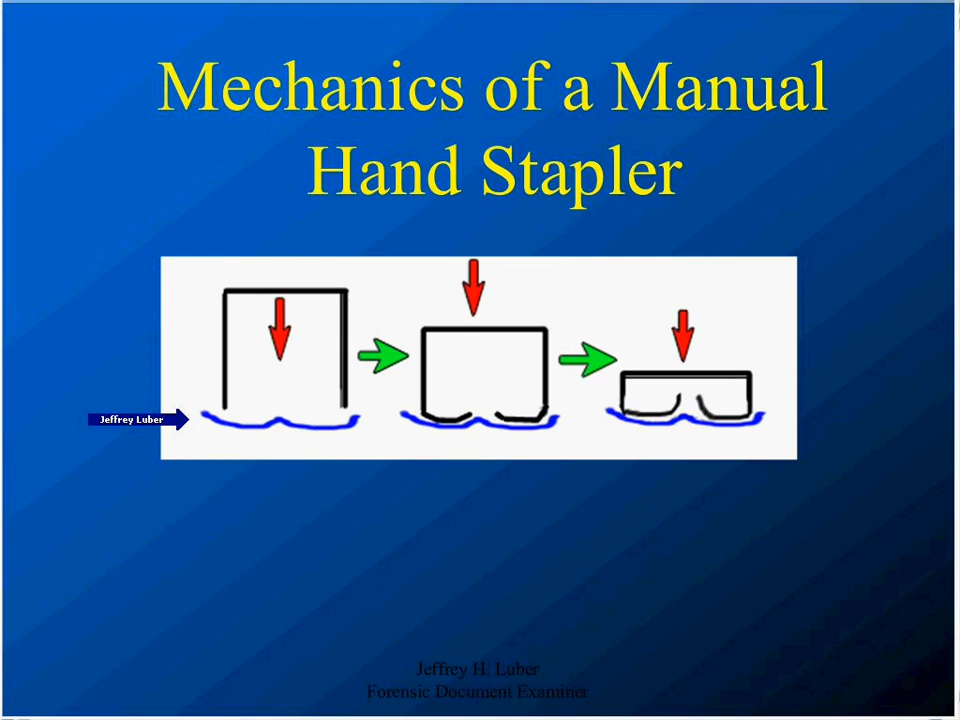 Mechanics of a Manual
Hand Stapler
Jeffrey Luber
Jeffrey H. Luber
Forensic Document Examiner